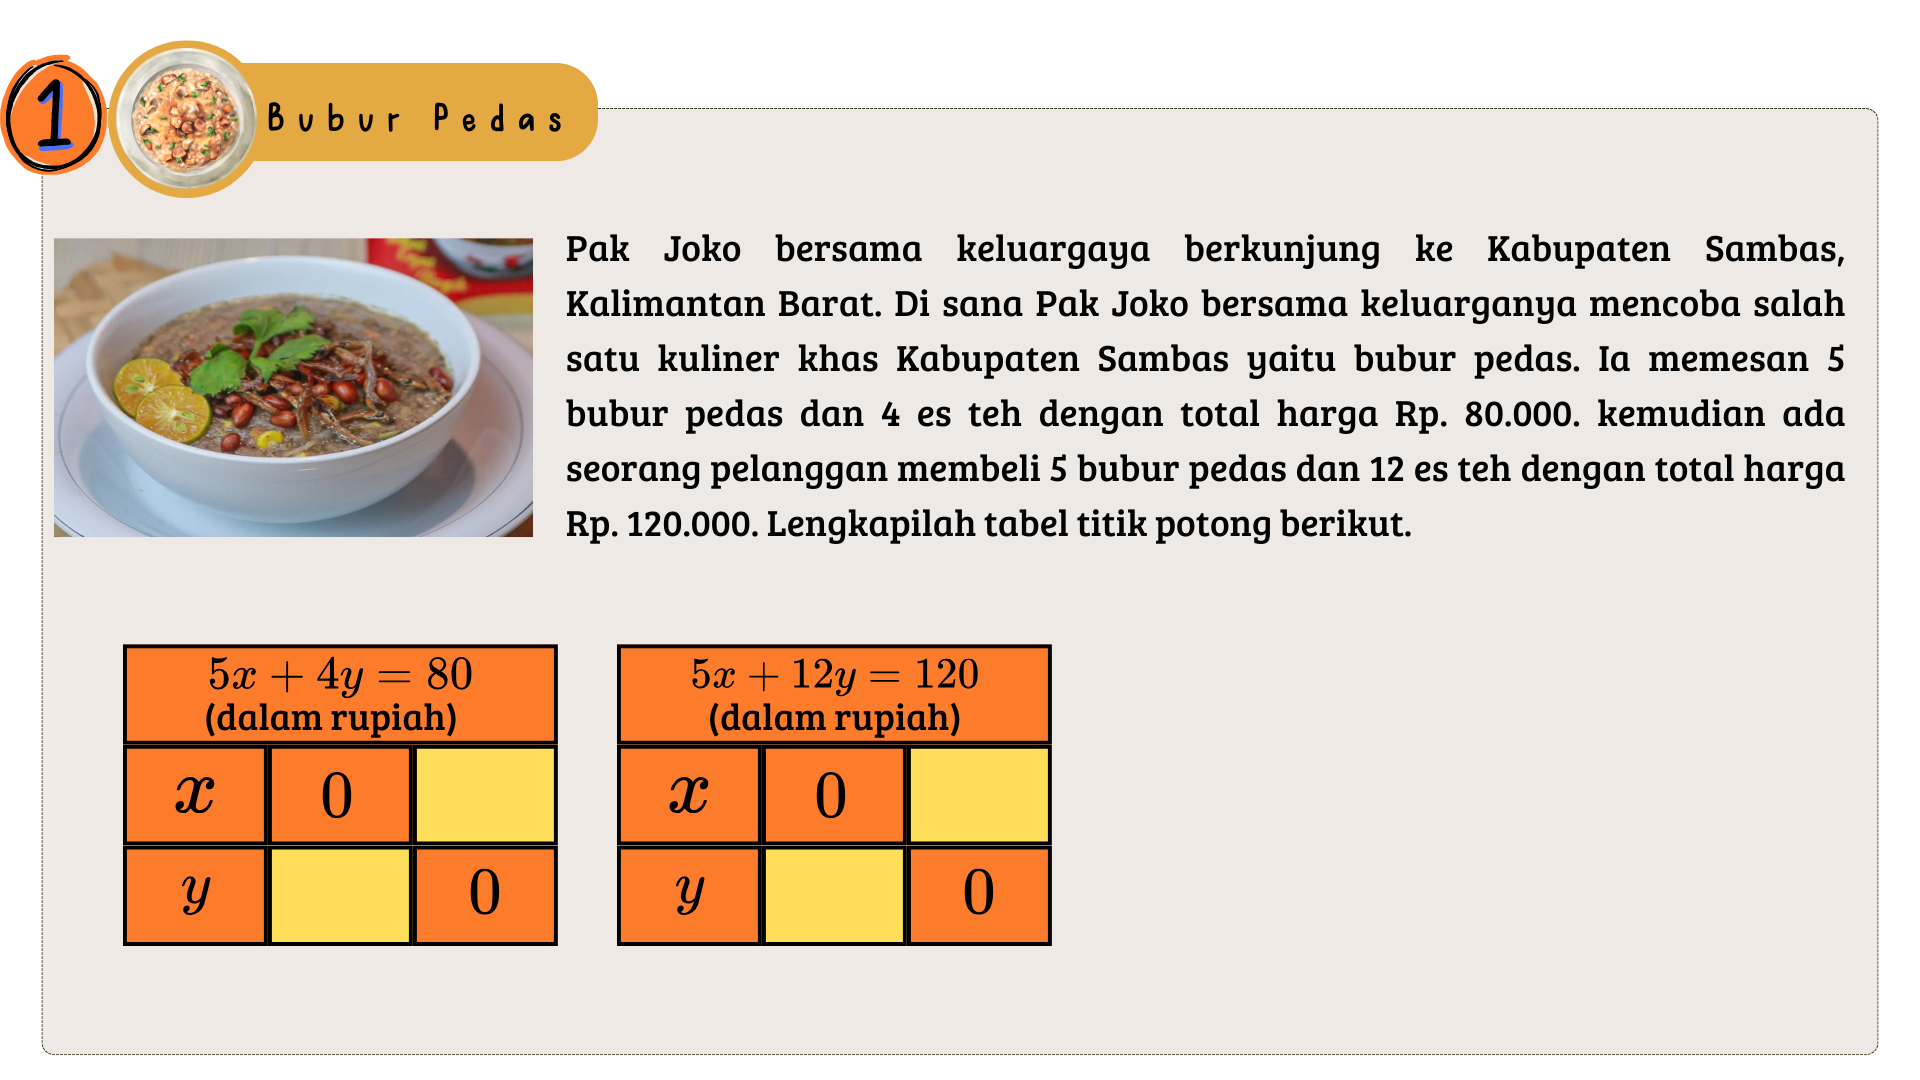 1
Bubur Pedas
Pak Joko bersama keluargaya berkunjung ke Kabupaten Sambas,
Kalimantan Barat. Di sana Pak Joko bersama keluarganya mencoba salah
satu kuliner khas Kabupaten Sambas yaitu bubur pedas. Ia memesan 5
bubur pedas dan 4 es teh dengan total harga Rp. 80.000. kemudian ada
seorang pelanggan membeli 5 bubur pedas dan 12 es teh dengan total harga
Rp. 120.000. Lengkapilah tabel titik potong berikut.
5x + 4y = 80
(dalam rupiah)
x 0
y 0
5x + 12y = 120
(dalam rupiah)
x 0
y 0